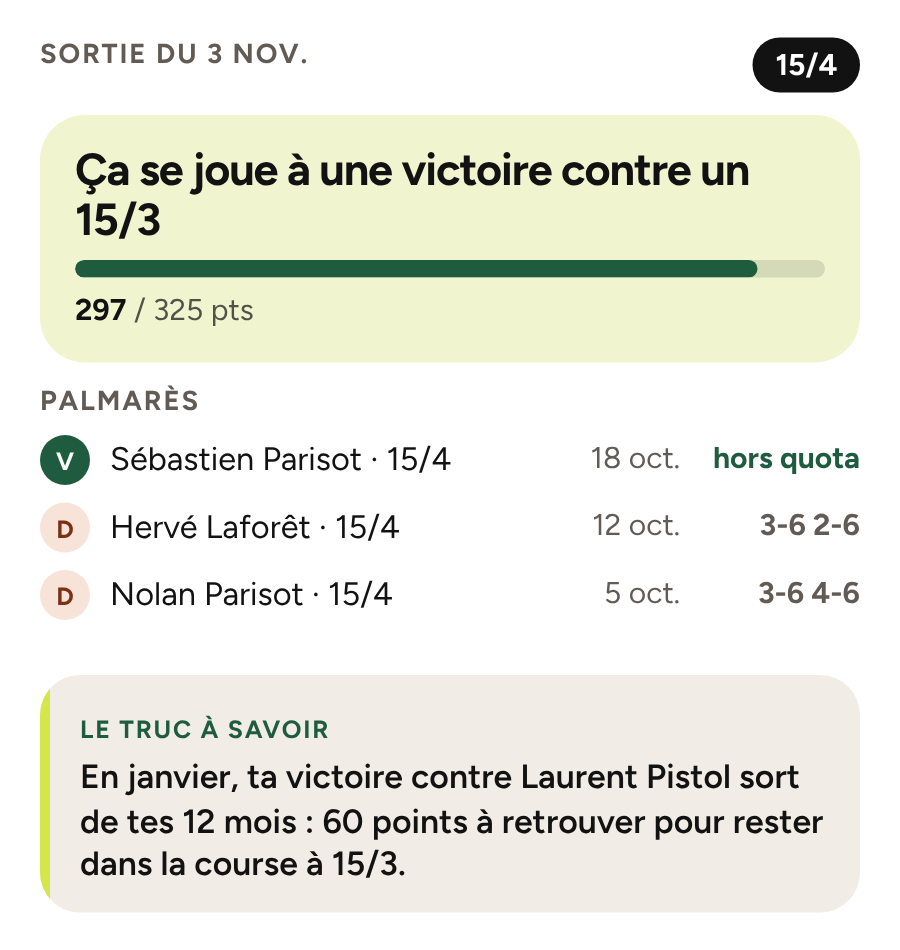 SORTIE DU 3 NOV.
15/4
Ça se joue à une victoire contre un
15/3
297 / 325 pts
PALMARÈS
V Sébastien Parisot · 15/4 18 oct. hors quota
D Hervé Laforêt · 15/4 12 oct. 3-6 2-6
D Nolan Parisot · 15/4 5 oct. 3-6 4-6
LE TRUC À SAVOIR
En janvier, ta victoire contre Laurent Pistol sort
de tes 12 mois : 60 points à retrouver pour rester
dans la course à 15/3.